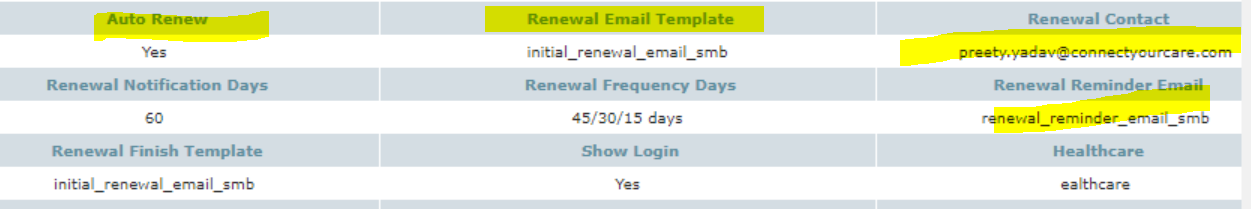 Auto Renew Renewal Email Template Renewal Contact
Yes initial_renewal_email_smb preety.yadav@connectyourcare.com
Renewal Notification Days Renewal Frequency Days Renewal Reminder Email
60 45/30/15 days renewal_reminder_email_smb
Renewal Finish Template Show Login Healthcare
initial_renewal_email_smb Yes ealthcare